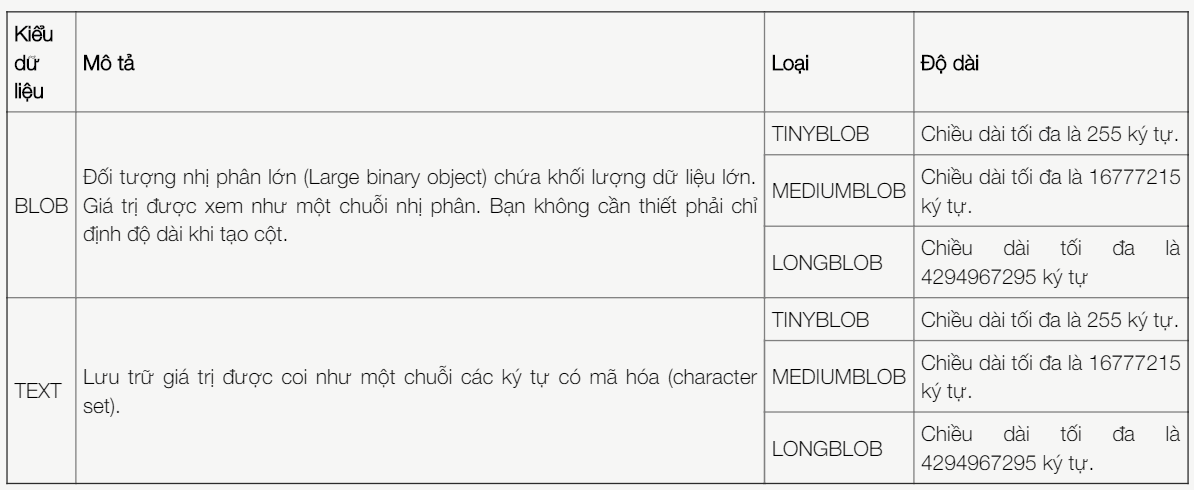 Kiểu
dữ
liệu
Mô tả
Loại
Độ dài
BLOB
Đối tượng nhị phân lớn (Large binary object) chứa khối lượng dữ liệu lớn.
Giá trị được xem như một chuỗi nhị phân. Bạn không cần thiết phải chỉ
định độ dài khi tạo cột.
TINYBLOB
Chiều dài tối đa là 255 ký tự.
MEDIUMBLOB
Chiều dài tối đa là 16777215
ký tự.
LONGBLOB
Chiều dài tối đa là
4294967295 ký tự
TEXT
Lưu trữ giá trị được coi như một chuỗi các ký tự có mã hóa (character
set).
TINYBLOB
Chiều dài tối đa là 255 ký tự.
MEDIUMBLOB
Chiều dài tối đa là 16777215
ký tự.
LONGBLOB
Chiều dài tối đa là
4294967295 ký tự.